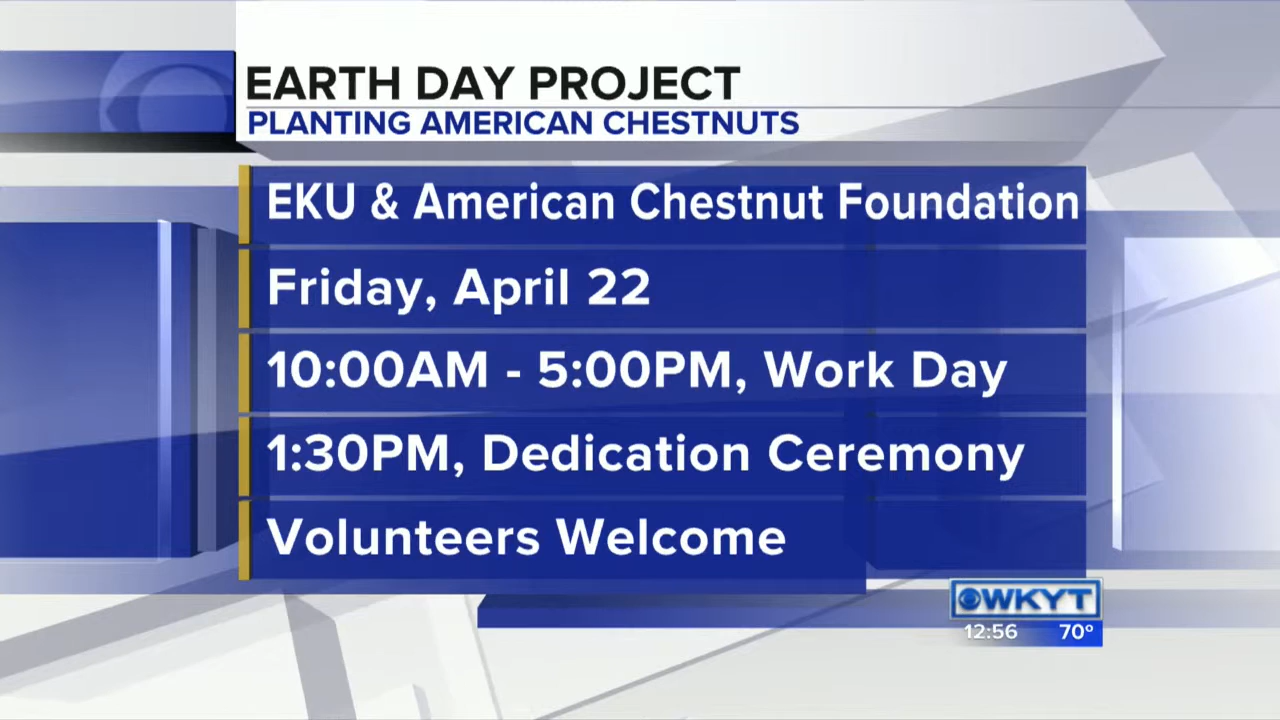 EARTH DAY PROJECT
PLANTING AMERICAN CHESTNUTS
EKU & American Chestnut Foundation
Friday, April 22
10:00AM - 5:00PM, Work Day
1:30PM, Dedication Ceremony
Volunteers Welcome
WKYT
12:56 70°